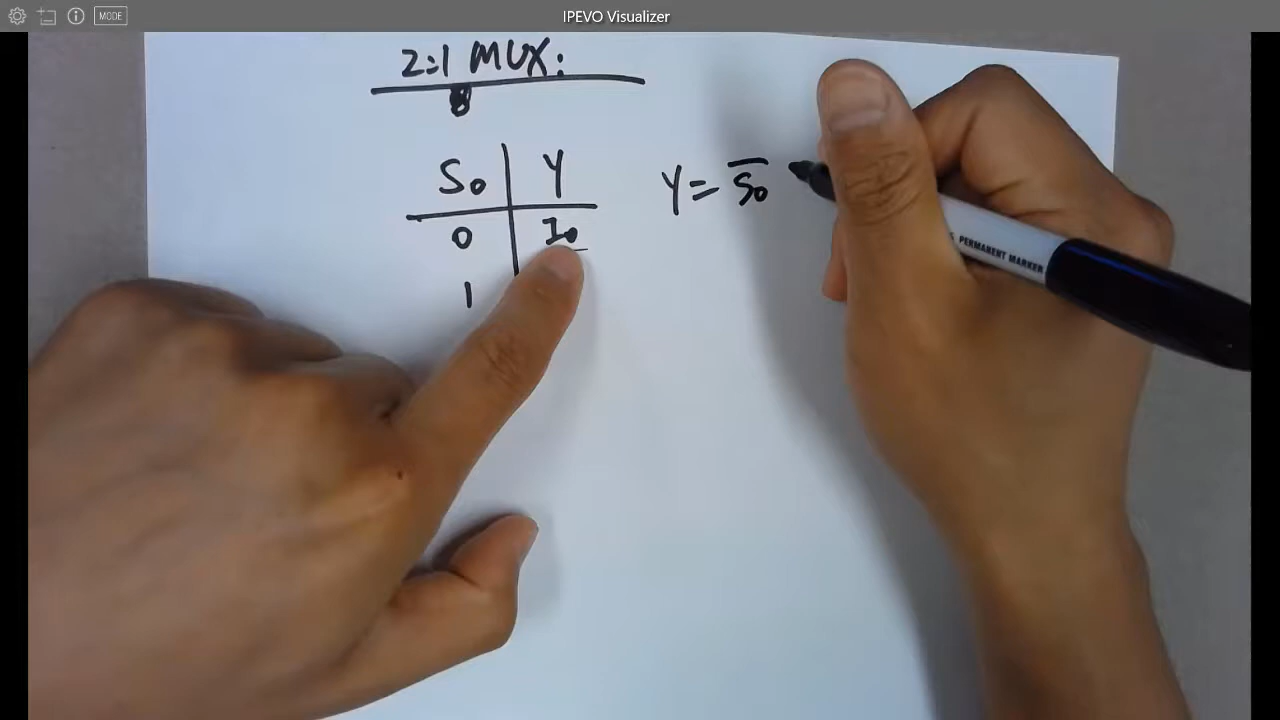 MODE
IPEVO Visualizer
2:1 MUX:
S₀ Y
0 I₀
1
Y = S̅₀
PERMANENT MARKER